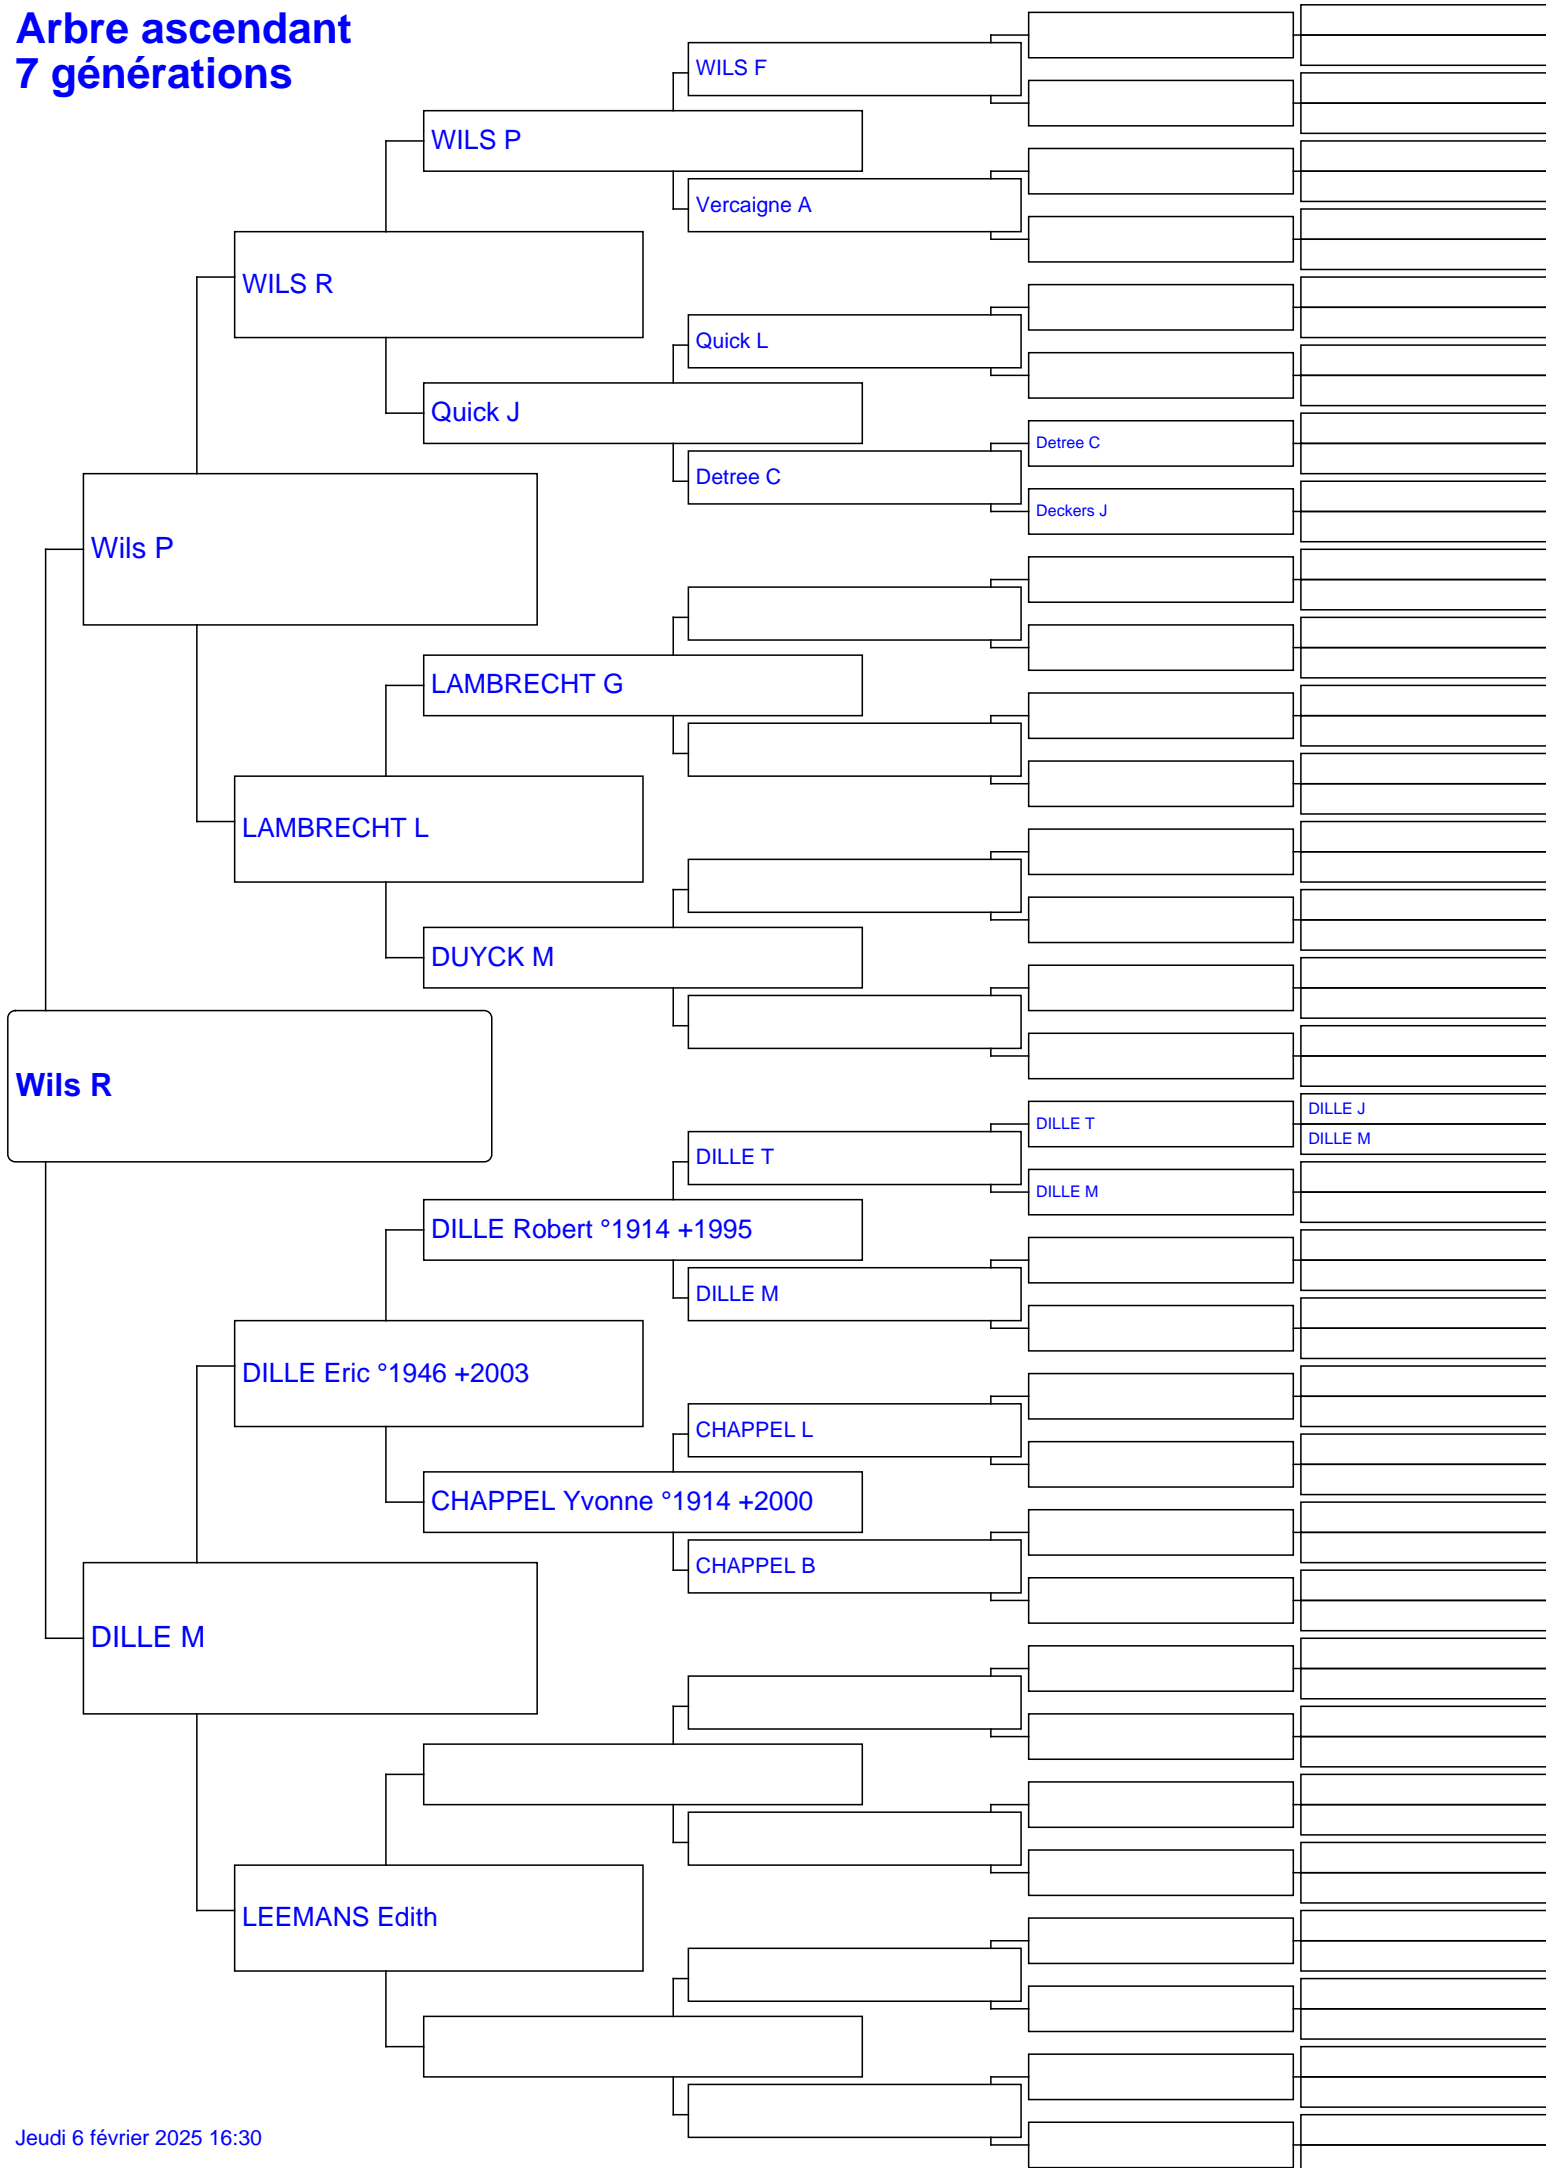 Arbre ascendant
7 générations
WILS F
WILS P
Vercaigne A
WILS R
Quick L
Quick J
Detree C
Detree C
Deckers J
Wils P
LAMBRECHT G
LAMBRECHT L
DUYCK M
Wils R
DILLE J
DILLE T
DILLE M
DILLE T
DILLE M
DILLE Robert °1914 +1995
DILLE M
DILLE Eric °1946 +2003
CHAPPEL L
CHAPPEL Yvonne °1914 +2000
CHAPPEL B
DILLE M
LEEMANS Edith
Jeudi 6 février 2025 16:30